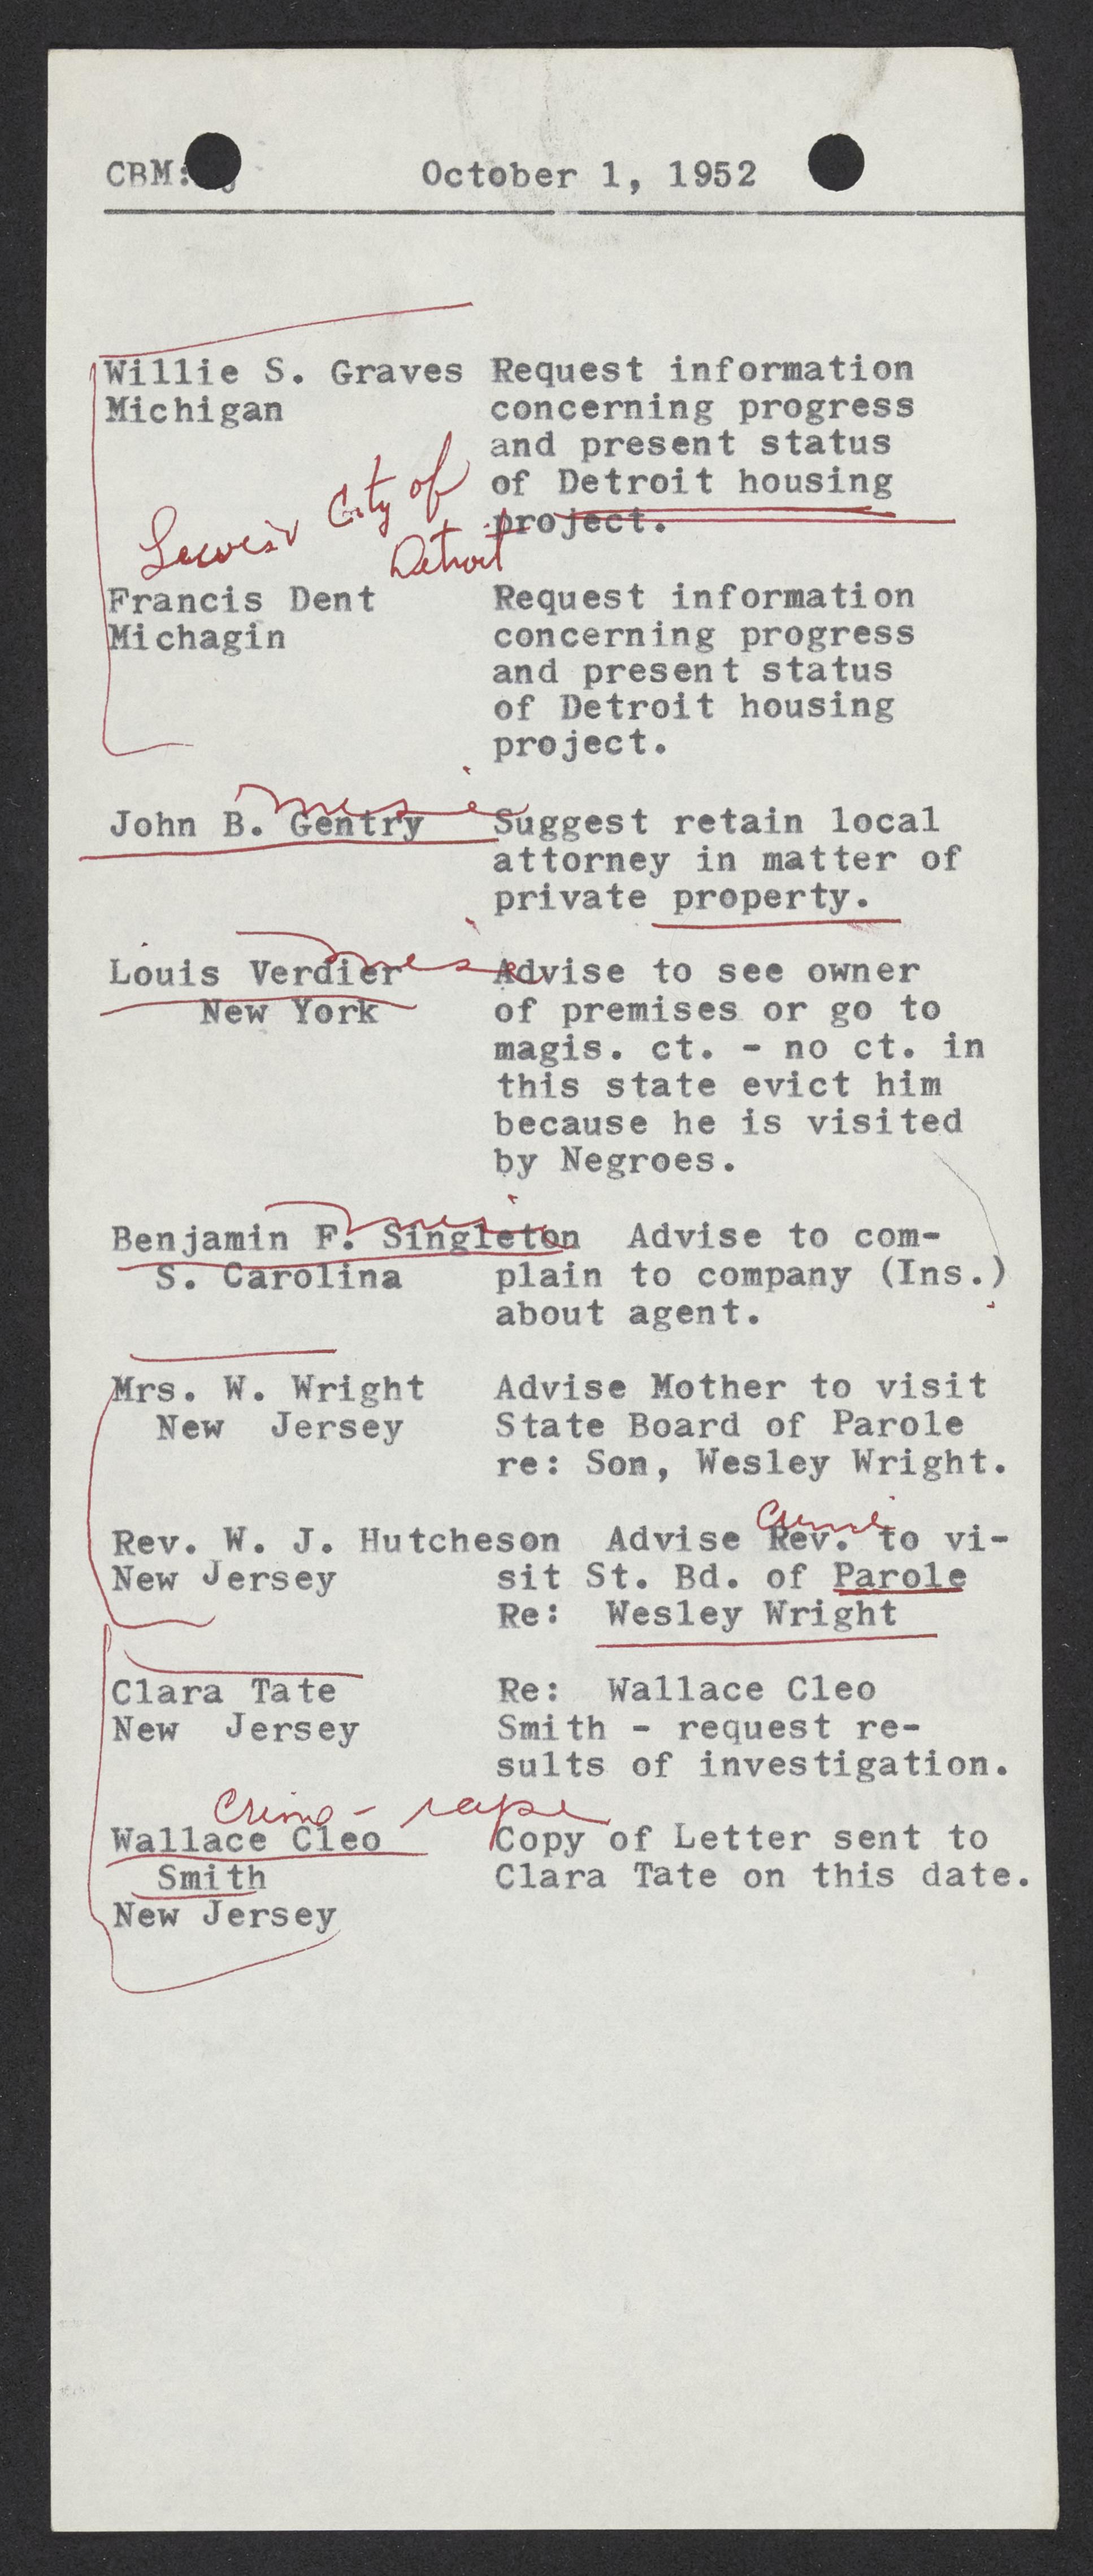 CBM: October 1, 1952
Willie S. Graves Request information
Michigan concerning progress
and present status
of Detroit housing
project.
Lewis v City of
Detroit
Francis Dent Request information
Michagin concerning progress
and present status
of Detroit housing
project.
John B. Gentry Suggest retain local
attorney in matter of
private property.
Louis Verdier Advise to see owner
New York of premises or go to
magis. ct. - no ct. in
this state evict him
because he is visited
by Negroes.
Benjamin F. Singleton Advise to com-
S. Carolina plain to company (Ins.)
about agent.
Mrs. W. Wright Advise Mother to visit
New Jersey State Board of Parole
re: Son, Wesley Wright.
Crime
Rev. W. J. Hutcheson Advise Rev. to vi-
New Jersey sit St. Bd. of Parole
Re: Wesley Wright
Clara Tate Re: Wallace Cleo
New Jersey Smith - request re-
sults of investigation.
Crime - rape
Wallace Cleo Copy of Letter sent to
Smith Clara Tate on this date.
New Jersey